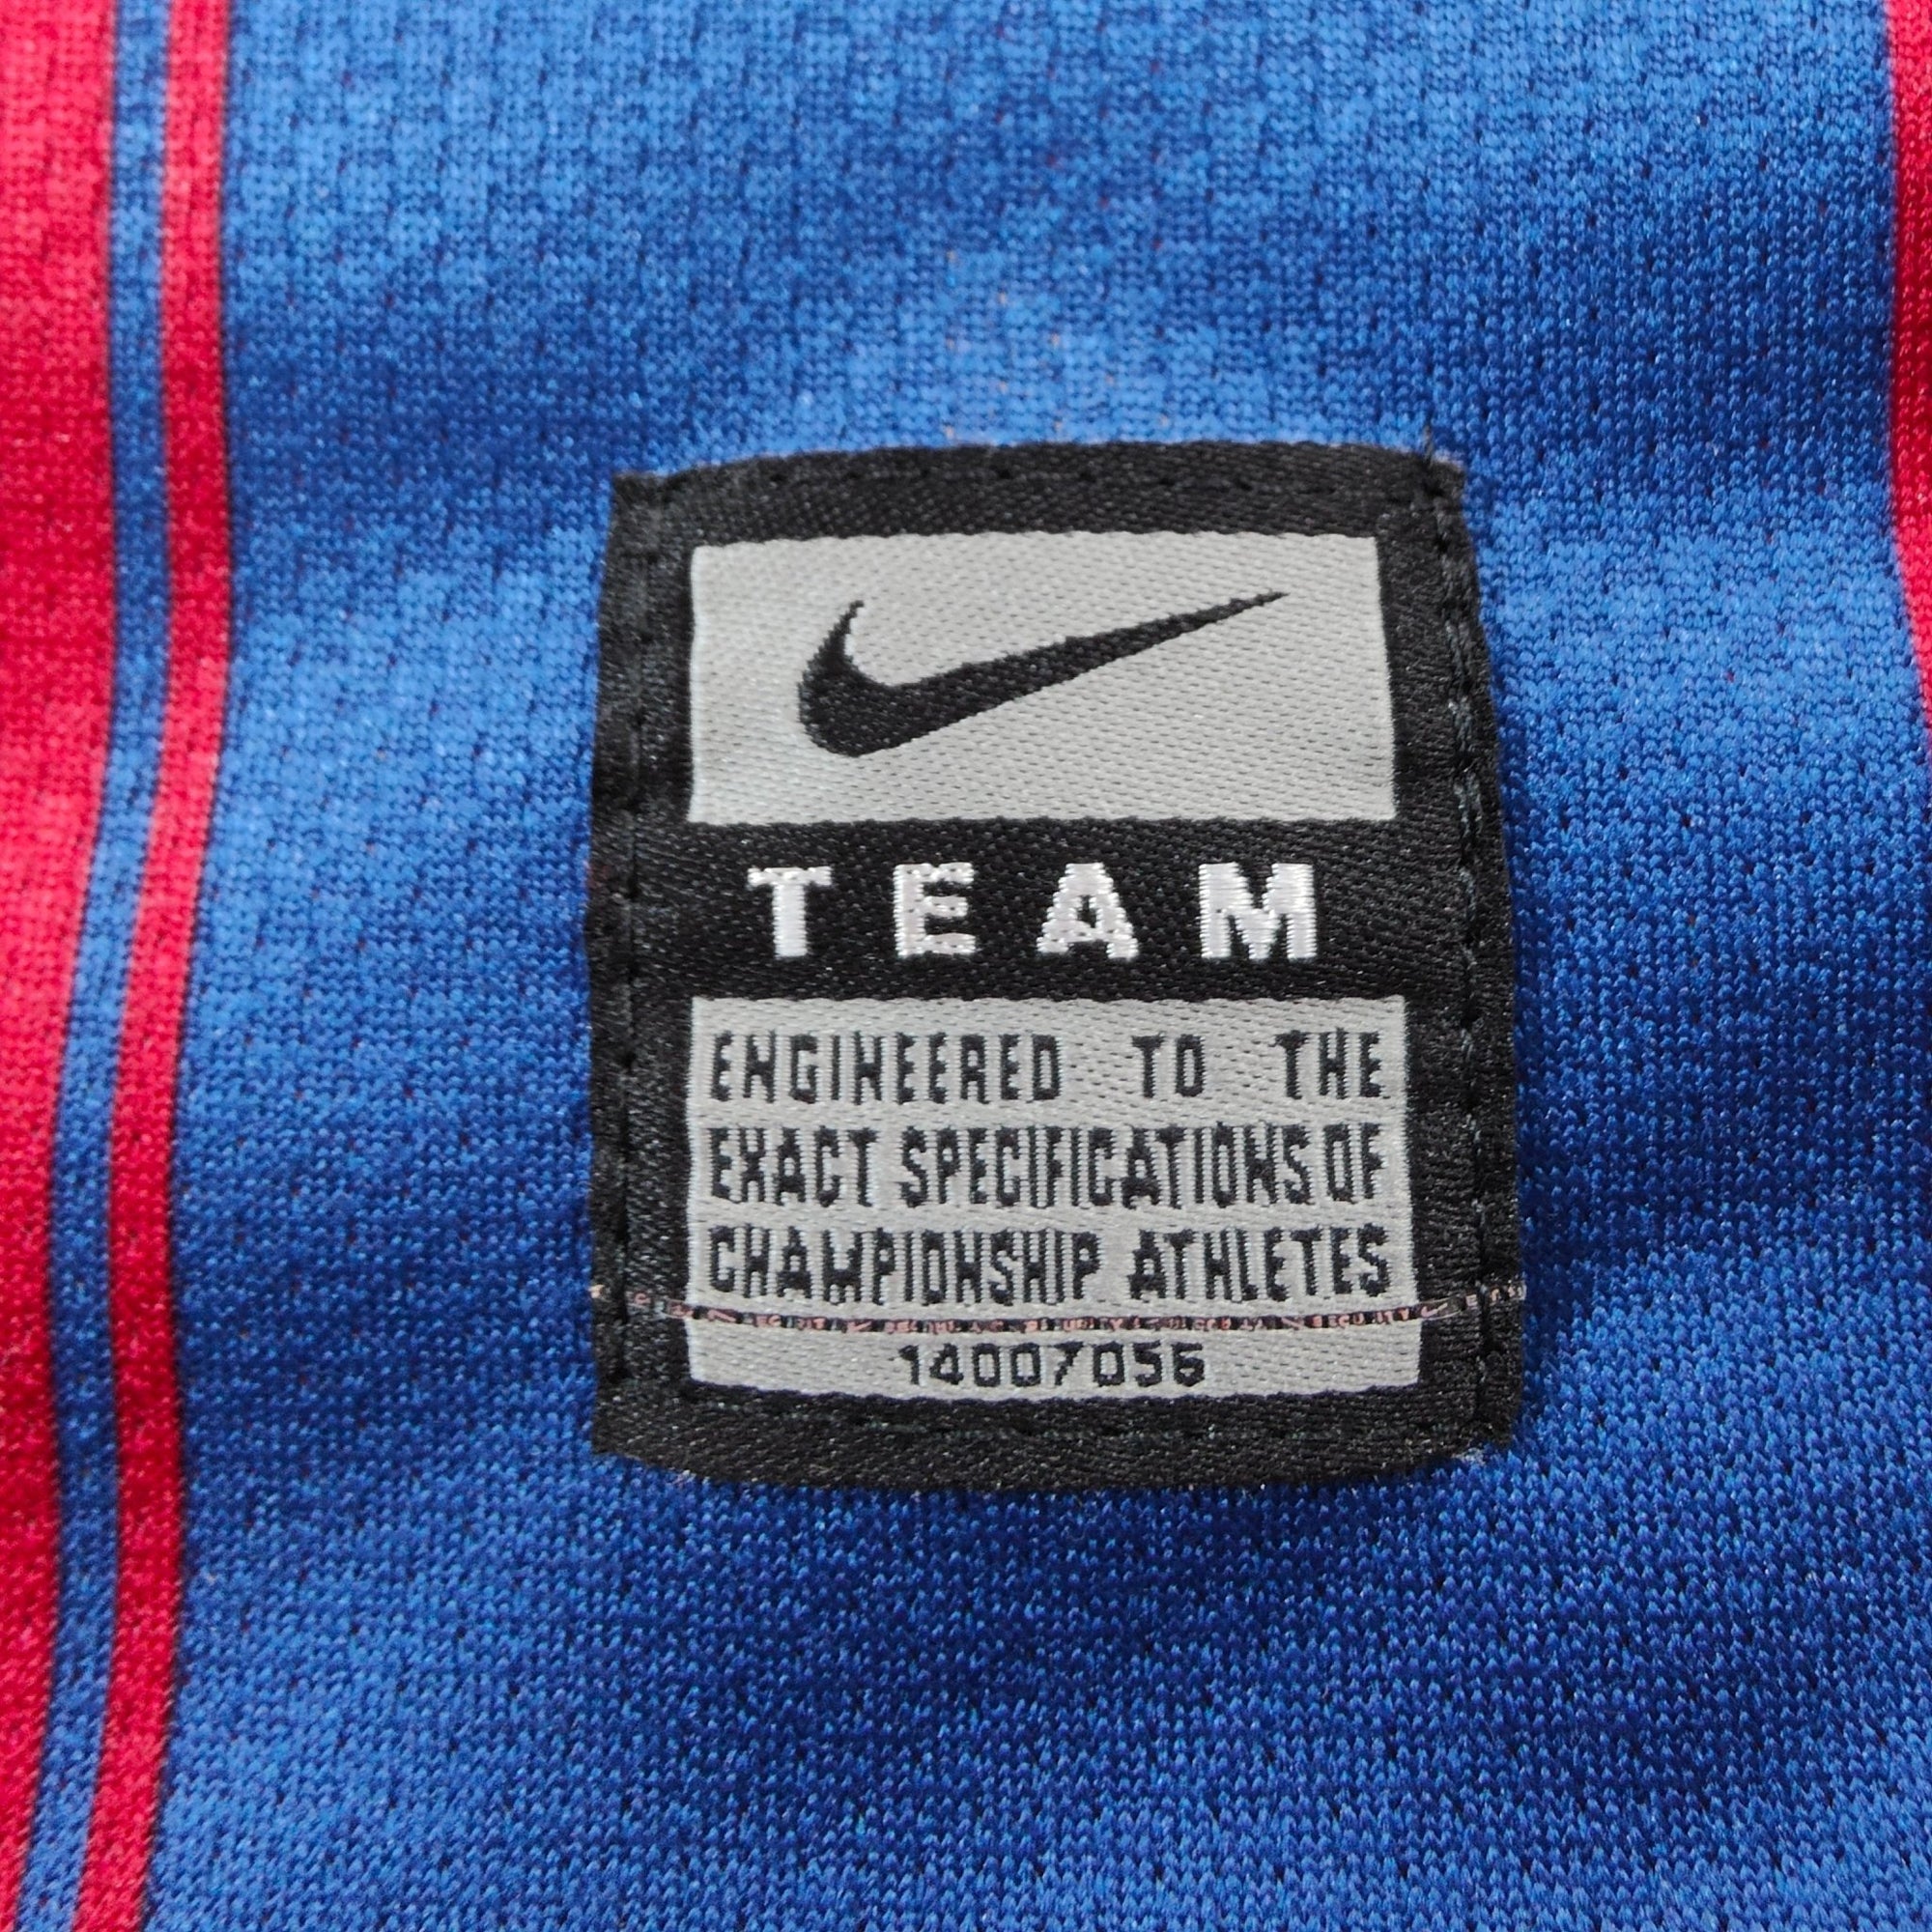 TEAM
ENGINEERED TO THE
EXACT SPECIFICATIONS OF
CHAMPIONSHIP ATHLETES
14007056